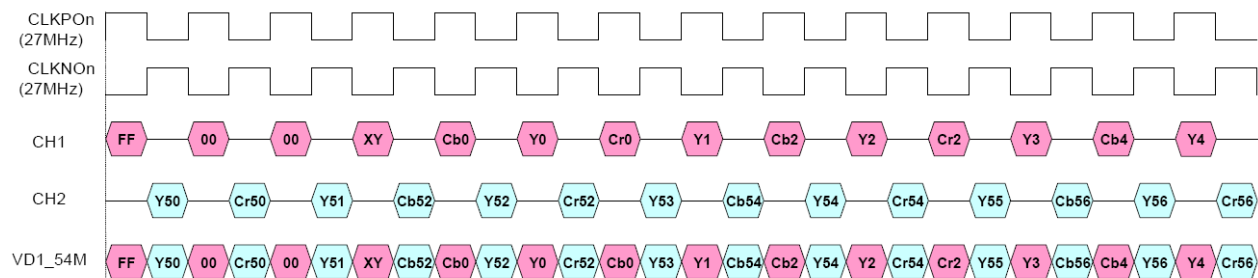 CLKPOn
(27MHz)
CLKNOn
(27MHz)
CH1 FF 00 00 XY Cb0 Y0 Cr0 Y1 Cb2 Y2 Cr2 Y3 Cb4 Y4
CH2 Y50 Cr50 Y51 Cb52 Y52 Cr52 Y53 Cb54 Y54 Cr54 Y55 Cb56 Y56 Cr56
VD1_54M FF Y50 00 Cr50 00 Y51 XY Cb52 Cb0 Y52 Y0 Cr52 Cb0 Y53 Y1 Cb54 Cb2 Y54 Y2 Cr54 Cr2 Y55 Y3 Cb56 Cb4 Y56 Y4 Cr56